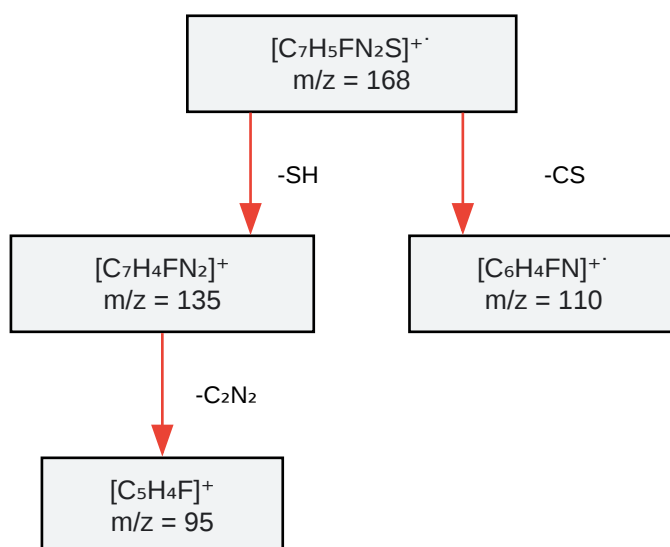 [C₇H₅FN₂S]⁺˙
m/z = 168
-SH
-CS
[C₇H₄FN₂]⁺
m/z = 135
[C₆H₄FN]⁺˙
m/z = 110
-C₂N₂
[C₅H₄F]⁺
m/z = 95